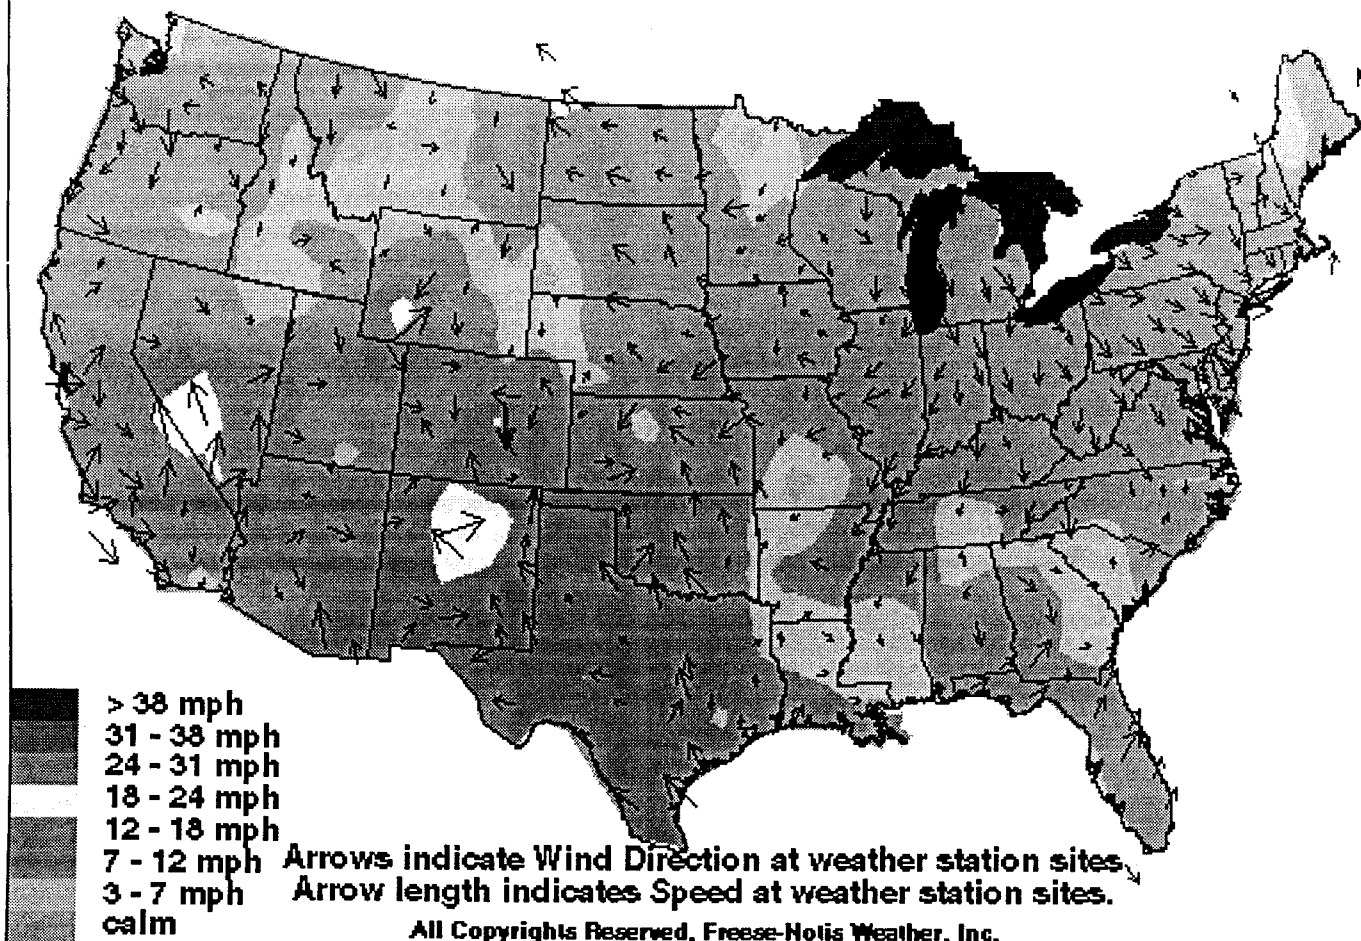 > 38 mph
31 - 38 mph
24 - 31 mph
18 - 24 mph
12 - 18 mph
7 - 12 mph
3 - 7 mph
calm
Arrows indicate Wind Direction at weather station sites.
Arrow length indicates Speed at weather station sites.
All Copyrights Reserved, Freese-Notis Weather, Inc.